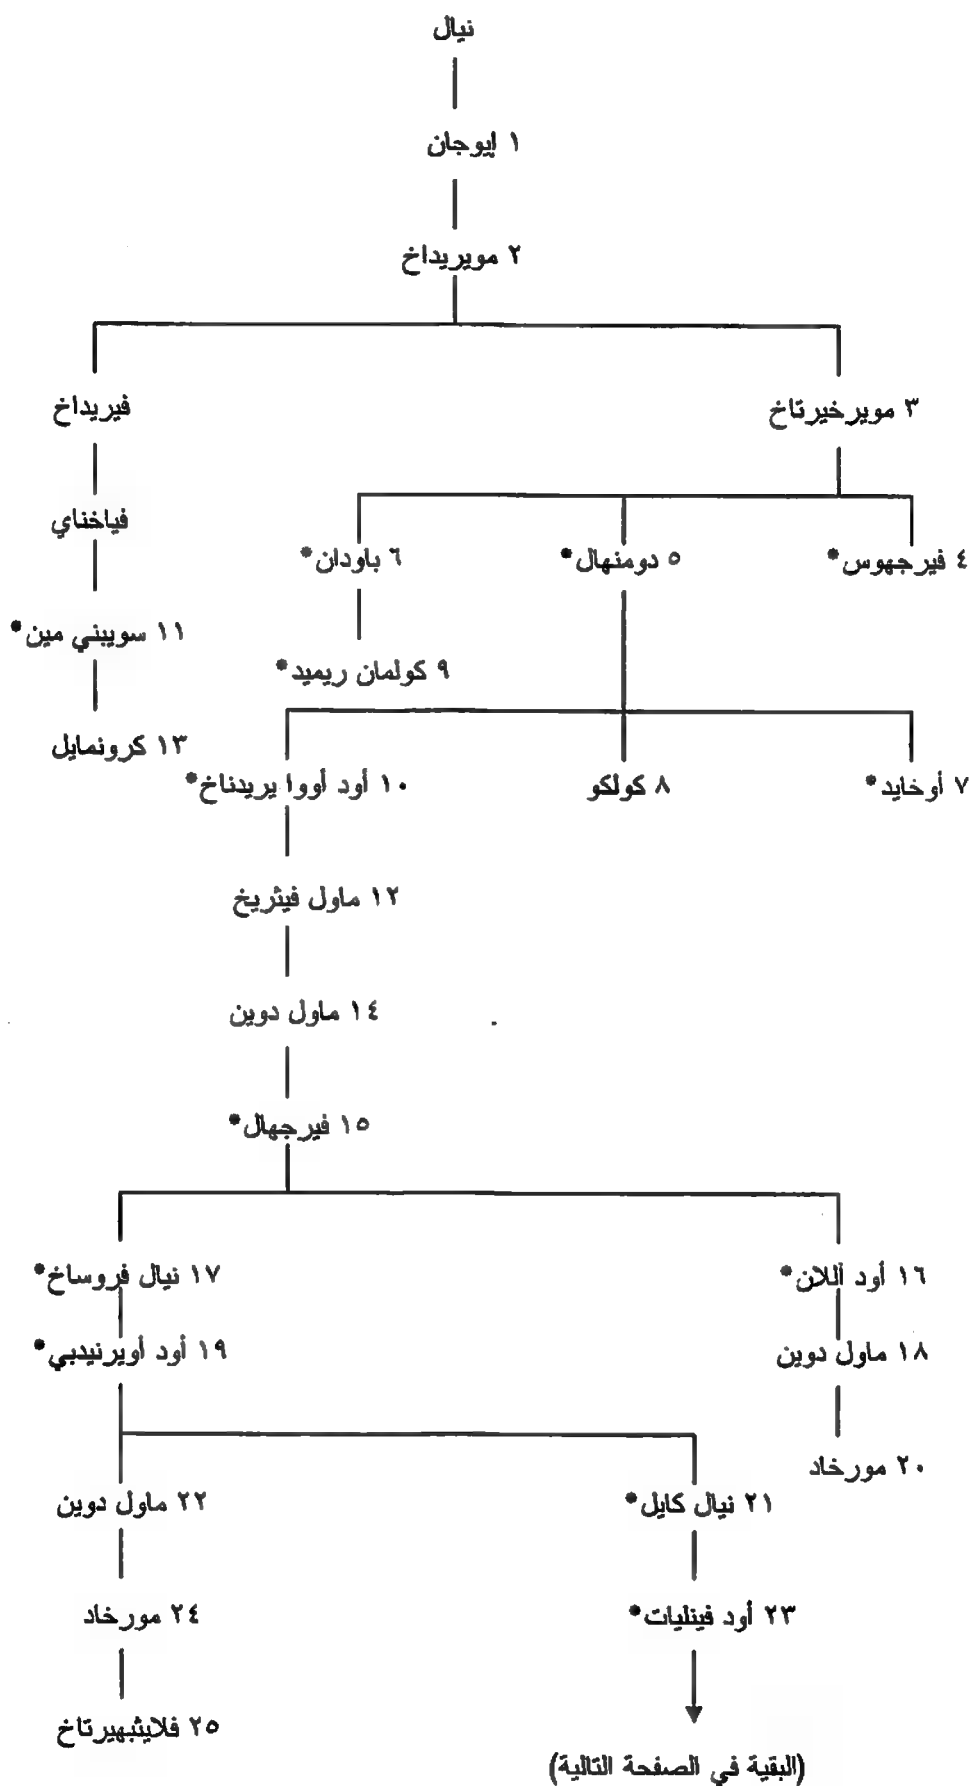 نيال
١ إيوجان
٢ مويريداخ
٣ مويرخيرتاخ
فيريداخ
فياخناي
٤ فيرجهوس*
٥ دومنهال*
٦ باودان*
١١ سويبني مين*
٩ كولمان ريميد*
١٣ كرونمايل
٧ أوخايد*
٨ كولكو
١٠ أود أووا يريدناخ*
١٢ ماول فيثريخ
١٤ ماول دوين
١٥ فيرجهال*
١٦ أود آللان*
١٧ نيال فروساخ*
١٨ ماول دوين
١٩ أود أويرنيدبي*
٢٠ مورخاد
٢١ نيال كايل*
٢٢ ماول دوين
٢٣ أود فينليات*
٢٤ مورخاد
٢٥ فلايثبهيرتاخ
(البقية في الصفحة التالية)